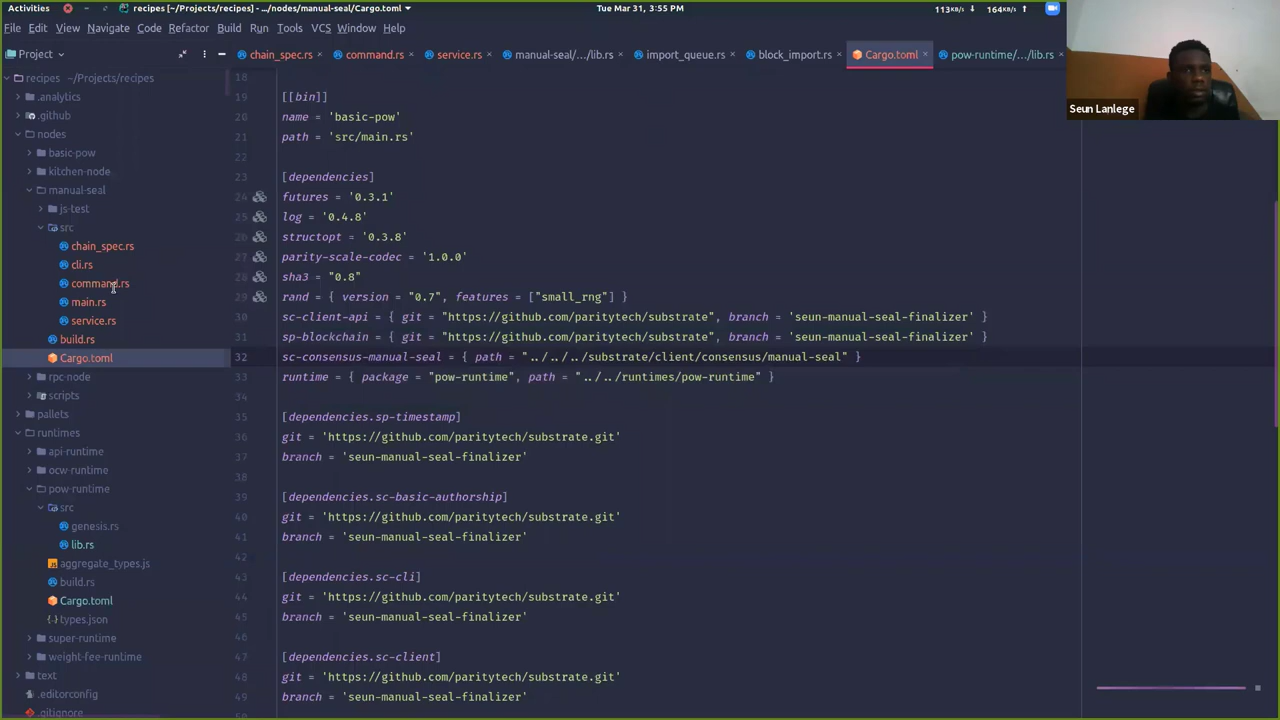 Activities
recipes (~/Projects/recipes) - .../nodes/manual-seal/Cargo.toml
Tue Mar 31, 3:55 PM
113KB/s ↓ 164KB/s ↑
File Edit View Navigate Code Refactor Build Run Tools VCS Window Help
Project
chain_spec.rs × command.rs × service.rs × manual-seal/.../lib.rs × import_queue.rs × block_import.rs × Cargo.toml × pow-runtime/.../lib.rs ×
Seun Lanlege
recipes ~/Projects/recipes
.analytics
.github
nodes
basic-pow
kitchen-node
manual-seal
js-test
src
chain_spec.rs
cli.rs
command.rs
main.rs
service.rs
build.rs
Cargo.toml
rpc-node
scripts
pallets
runtimes
api-runtime
ocw-runtime
pow-runtime
src
genesis.rs
lib.rs
aggregate_types.js
build.rs
Cargo.toml
types.json
super-runtime
weight-fee-runtime
text
.editorconfig
.gitignore
18
19 [[bin]]
20 name = 'basic-pow'
21 path = 'src/main.rs'
22
23 [dependencies]
24 futures = '0.3.1'
25 log = '0.4.8'
26 structopt = '0.3.8'
27 parity-scale-codec = '1.0.0'
28 sha3 = "0.8"
29 rand = { version = "0.7", features = ["small_rng"] }
30 sc-client-api = { git = "https://github.com/paritytech/substrate", branch = 'seun-manual-seal-finalizer' }
31 sp-blockchain = { git = "https://github.com/paritytech/substrate", branch = 'seun-manual-seal-finalizer' }
32 sc-consensus-manual-seal = { path = "../../../substrate/client/consensus/manual-seal" }
33 runtime = { package = "pow-runtime", path = "../../runtimes/pow-runtime" }
34
35 [dependencies.sp-timestamp]
36 git = 'https://github.com/paritytech/substrate.git'
37 branch = 'seun-manual-seal-finalizer'
38
39 [dependencies.sc-basic-authorship]
40 git = 'https://github.com/paritytech/substrate.git'
41 branch = 'seun-manual-seal-finalizer'
42
43 [dependencies.sc-cli]
44 git = 'https://github.com/paritytech/substrate.git'
45 branch = 'seun-manual-seal-finalizer'
46
47 [dependencies.sc-client]
48 git = 'https://github.com/paritytech/substrate.git'
49 branch = 'seun-manual-seal-finalizer'